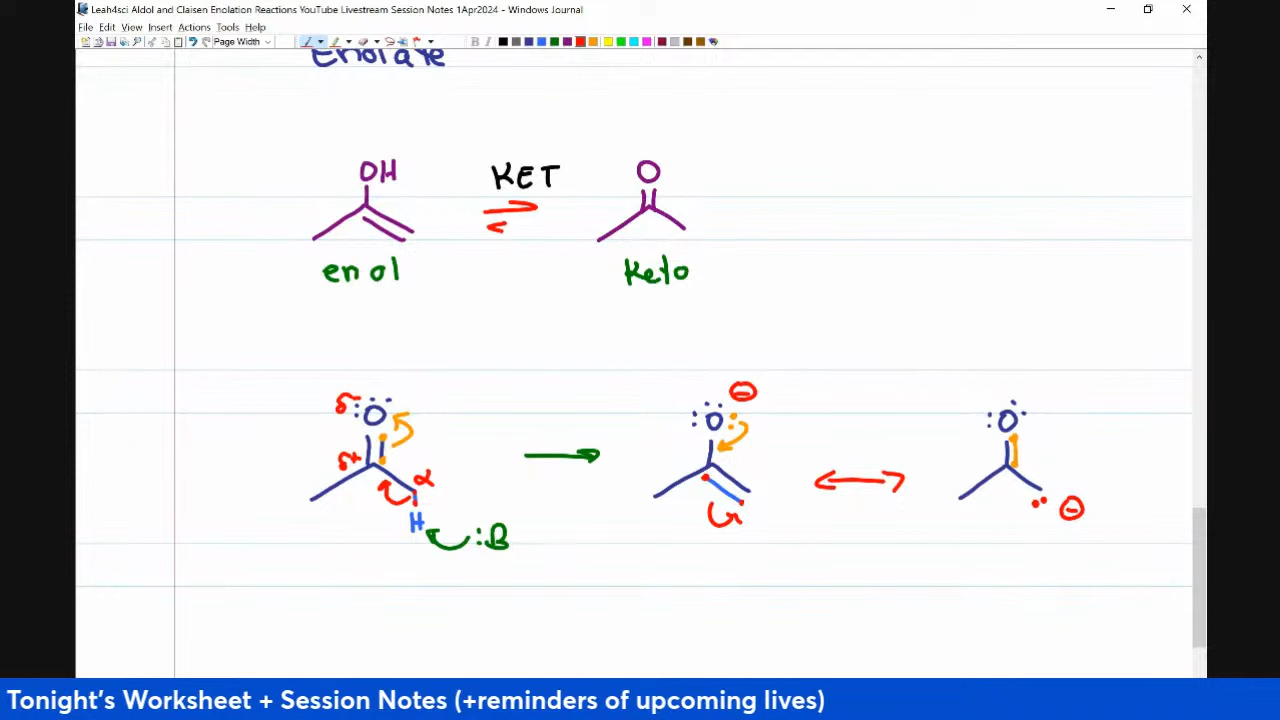 Leah4sci Aldol and Claisen Enolation Reactions YouTube Livestream Session Notes 1Apr2024 - Windows Journal
File Edit View Insert Actions Tools Help
Page Width
B I
Enolate
OH KET O
enol Keto
δ- :O: :O: ⊖ :O:
δ+ α
H :B ⊖
Tonight's Worksheet + Session Notes (+reminders of upcoming lives)